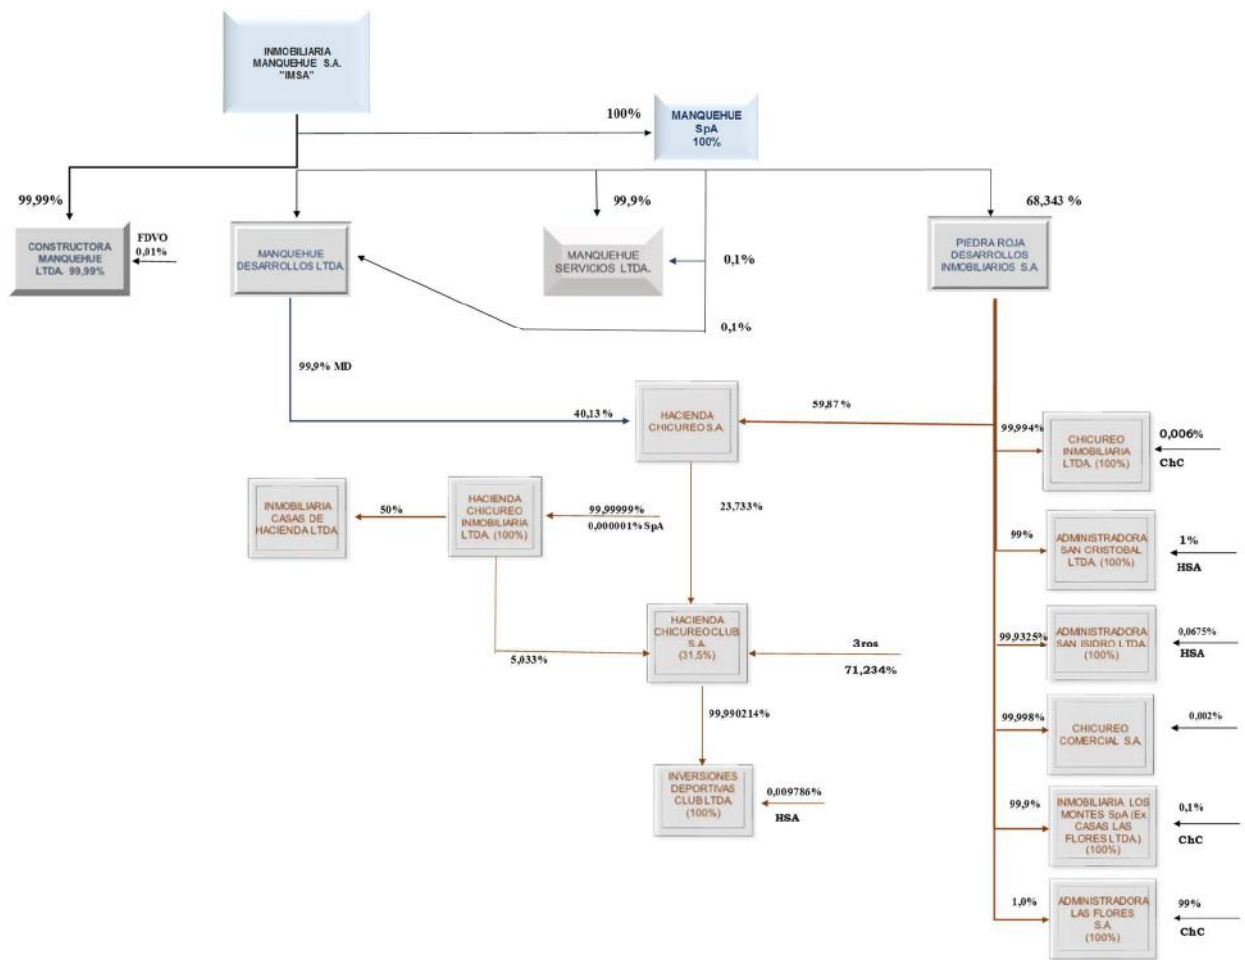 INMOBILIARIA
MANQUEHUE S.A.
"IMSA"
100%
MANQUEHUE
SpA
100%
99,99%
CONSTRUCTORA
MANQUEHUE
LTDA. 99,99%
FDVO
0,01%
MANQUEHUE
DESARROLLOS LTDA.
99,9%
MANQUEHUE
SERVICIOS LTDA.
0,1%
0,1%
68,343 %
PIEDRA ROJA
DESARROLLOS
INMOBILIARIOS S.A.
99,9% MD
40,13%
HACIENDA
CHICUREO S.A.
59,87%
99,994%
CHICUREO
INMOBILIARIA
LTDA. (100%)
0,006%
ChC
INMOBILIARIA
CASAS DE
HACIENDA LTDA
50%
HACIENDA
CHICUREO
INMOBILIARIA
LTDA. (100%)
99,99999%
0,000001% SpA
23,733%
99%
ADMINISTRADORA
SAN CRISTOBAL
LTDA. (100%)
1%
HSA
5,033%
HACIENDA
CHICUREO CLUB
S.A.
(31,5%)
3ros
71,234%
99,9325%
ADMINISTRADORA
SAN ISIDRO LTDA.
(100%)
0,0675%
HSA
99,990214%
99,998%
CHICUREO
COMERCIAL S.A.
0,002%
INVERSIONES
DEPORTIVAS
CLUB LTDA.
(100%)
0,009786%
HSA
99,9%
INMOBILIARIA LOS
MONTES SpA (Ex
CASAS LAS
FLORES LTDA.)
(100%)
0,1%
ChC
1,0%
ADMINISTRADORA
LAS FLORES
S.A.
(100%)
99%
ChC